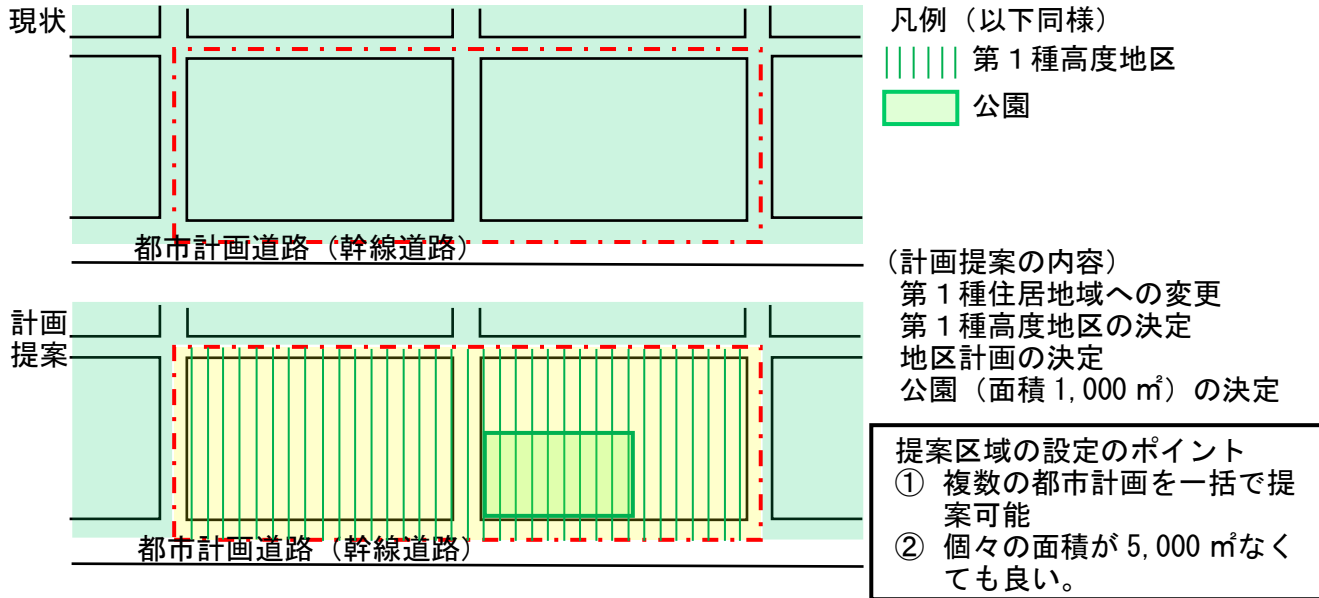 現状
都市計画道路（幹線道路）
凡例（以下同様）
第１種高度地区
公園
計画
提案
都市計画道路（幹線道路）
（計画提案の内容）
第１種住居地域への変更
第１種高度地区の決定
地区計画の決定
公園（面積 1,000 ㎡）の決定
提案区域の設定のポイント
① 複数の都市計画を一括で提
案可能
② 個々の面積が 5,000 ㎡なく
ても良い。